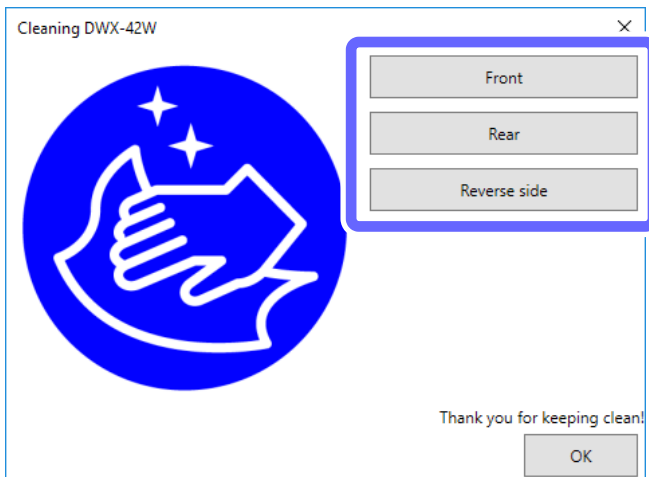 Cleaning DWX-42W
Front
Rear
Reverse side
Thank you for keeping clean!
OK